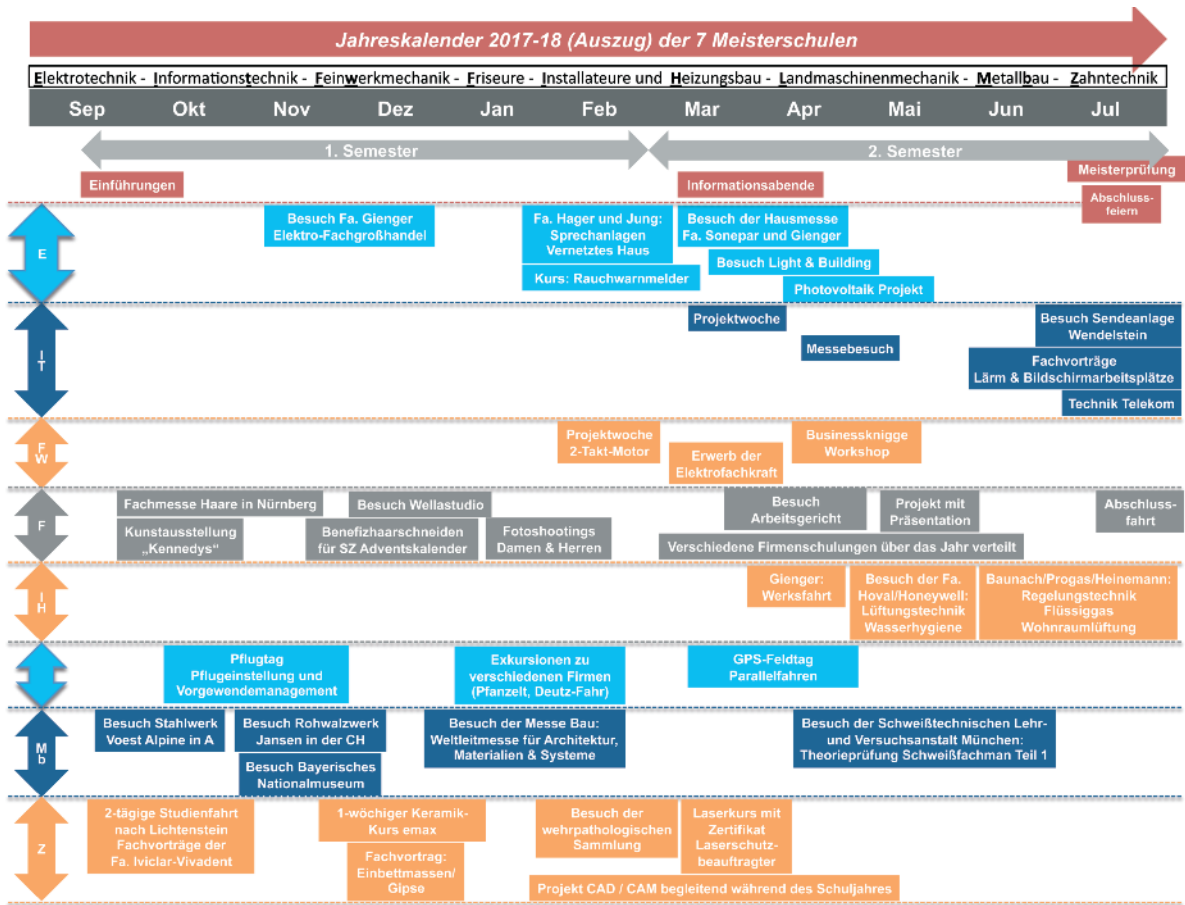 Jahreskalender 2017-18 (Auszug) der 7 Meisterschulen
Elektrotechnik - Informationstechnik - Feinwerkmechanik - Friseure - Installateure und Heizungsbau - Landmaschinenmechanik - Metallbau - Zahntechnik
Sep Okt Nov Dez Jan Feb Mar Apr Mai Jun Jul
1. Semester
2. Semester
Einführungen
Informationsabende
Meisterprüfung
Abschluss-
feiern
E
Besuch Fa. Gienger
Elektro-Fachgroßhandel
Fa. Hager und Jung:
Sprechanlagen
Vernetztes Haus
Kurs: Rauchwarnmelder
Besuch der Hausmesse
Fa. Sonepar und Gienger
Besuch Light & Building
Photovoltaik Projekt
I
T
Projektwoche
Messebesuch
Besuch Sendeanlage
Wendelstein
Fachvorträge
Lärm & Bildschirmarbeitsplätze
Technik Telekom
F
W
Projektwoche
2-Takt-Motor
Erwerb der
Elektrofachkraft
Businessknigge
Workshop
F
Fachmesse Haare in Nürnberg
Kunstausstellung
„Kennedys“
Besuch Wellastudio
Benefizhaarschneiden
für SZ Adventskalender
Fotoshootings
Damen & Herren
Besuch
Arbeitsgericht
Projekt mit
Präsentation
Verschiedene Firmenschulungen über das Jahr verteilt
Abschluss-
fahrt
I
H
Gienger:
Werksfahrt
Besuch der Fa.
Hoval/Honeywell:
Lüftungstechnik
Wasserhygiene
Baunach/Progas/Heinemann:
Regelungstechnik
Flüssiggas
Wohnraumlüftung
Pflugtag
Pflugeinstellung und
Vorgewendemanagement
Exkursionen zu
verschiedenen Firmen
(Pfanzelt, Deutz-Fahr)
GPS-Feldtag
Parallelfahren
M
b
Besuch Stahlwerk
Voest Alpine in A
Besuch Rohwalzwerk
Jansen in der CH
Besuch Bayerisches
Nationalmuseum
Besuch der Messe Bau:
Weltleitmesse für Architektur,
Materialien & Systeme
Besuch der Schweißtechnischen Lehr-
und Versuchsanstalt München:
Theorieprüfung Schweißfachman Teil 1
Z
2-tägige Studienfahrt
nach Lichtenstein
Fachvorträge der
Fa. Iviclar-Vivadent
1-wöchiger Keramik-
Kurs emax
Fachvortrag:
Einbettmassen/
Gipse
Besuch der
wehrpathologischen
Sammlung
Laserkurs mit
Zertifikat
Laserschutz-
beauftragter
Projekt CAD / CAM begleitend während des Schuljahres